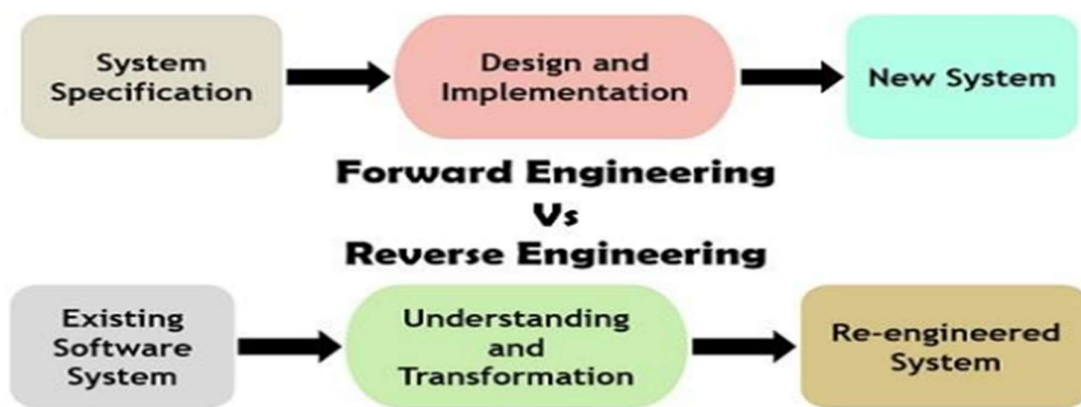 System
Specification
Design and
Implementation
New System
Forward Engineering
Vs
Reverse Engineering
Existing
Software
System
Understanding
and
Transformation
Re-engineered
System